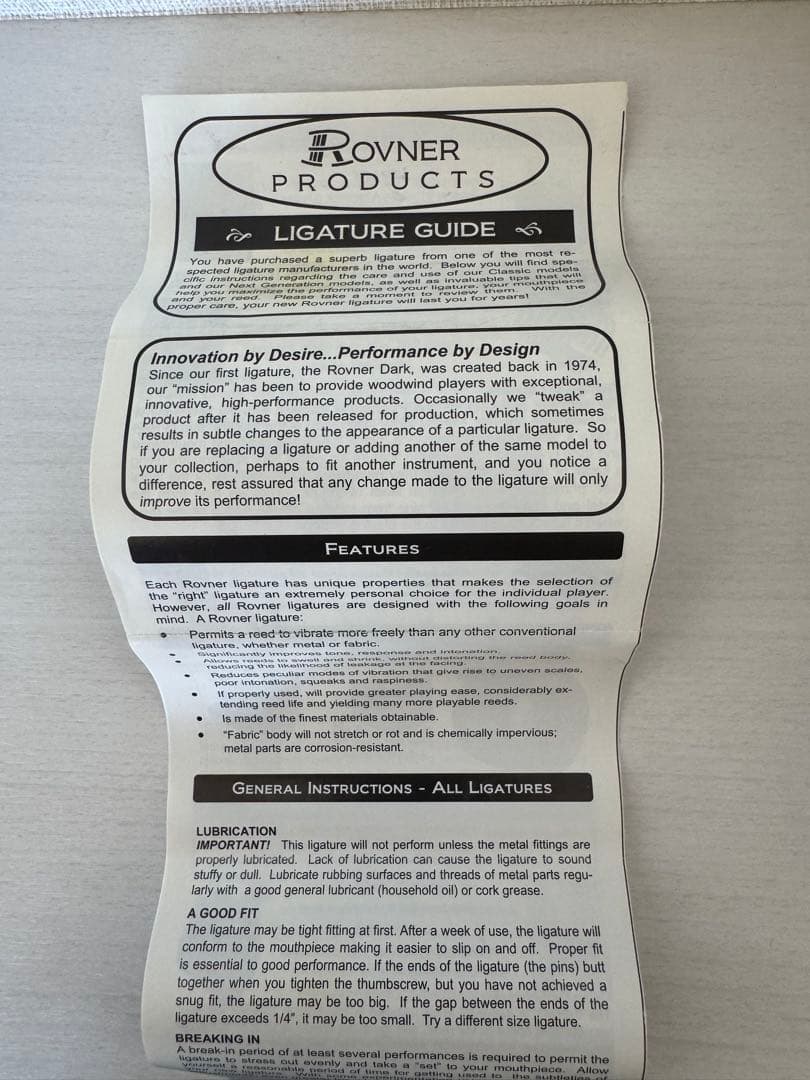 ROVNER
PRODUCTS
LIGATURE GUIDE
You have purchased a superb ligature from one of the most re-
spected ligature manufacturers in the world. Below you will find spe-
cific instructions regarding the care and use of our Classic models
and our Next Generation models, as well as invaluable tips that will
help you maximize the performance of your ligature, your mouthpiece
and your reed. Please take a moment to review them. With the
proper care, your new Rovner ligature will last you for years!
Innovation by Desire...Performance by Design
Since our first ligature, the Rovner Dark, was created back in 1974,
our “mission” has been to provide woodwind players with exceptional,
innovative, high-performance products. Occasionally we “tweak” a
product after it has been released for production, which sometimes
results in subtle changes to the appearance of a particular ligature. So
if you are replacing a ligature or adding another of the same model to
your collection, perhaps to fit another instrument, and you notice a
difference, rest assured that any change made to the ligature will only
improve its performance!
FEATURES
Each Rovner ligature has unique properties that makes the selection of
the “right” ligature an extremely personal choice for the individual player.
However, all Rovner ligatures are designed with the following goals in
mind. A Rovner ligature:
• Permits a reed to vibrate more freely than any other conventional
ligature, whether metal or fabric.
• Significantly improves tone, response and intonation.
• Allows reeds to swell and shrink, without distorting the reed body,
reducing the likelihood of leakage at the facing.
• Reduces peculiar modes of vibration that give rise to uneven scales,
poor intonation, squeaks and raspiness.
• If properly used, will provide greater playing ease, considerably ex-
tending reed life and yielding many more playable reeds.
• Is made of the finest materials obtainable.
• “Fabric” body will not stretch or rot and is chemically impervious;
metal parts are corrosion-resistant.
GENERAL INSTRUCTIONS - ALL LIGATURES
LUBRICATION
IMPORTANT! This ligature will not perform unless the metal fittings are
properly lubricated. Lack of lubrication can cause the ligature to sound
stuffy or dull. Lubricate rubbing surfaces and threads of metal parts regu-
larly with a good general lubricant (household oil) or cork grease.
A GOOD FIT
The ligature may be tight fitting at first. After a week of use, the ligature will
conform to the mouthpiece making it easier to slip on and off. Proper fit
is essential to good performance. If the ends of the ligature (the pins) butt
together when you tighten the thumbscrew, but you have not achieved a
snug fit, the ligature may be too big. If the gap between the ends of the
ligature exceeds 1/4”, it may be too small. Try a different size ligature.
BREAKING IN
A break-in period of at least several performances is required to permit the
ligature to stress out evenly and take a “set” to your mouthpiece. Allow
yourself a reasonable period of time for getting used to the subtleties of